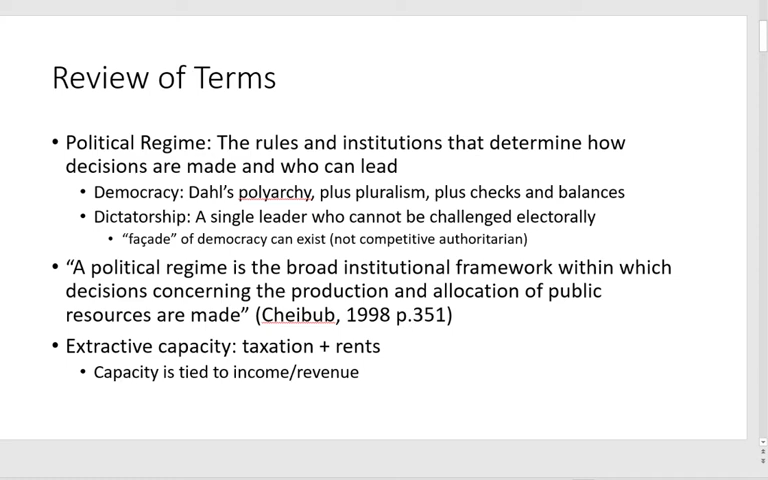 Review of Terms
• Political Regime: The rules and institutions that determine how
decisions are made and who can lead
• Democracy: Dahl's polyarchy, plus pluralism, plus checks and balances
• Dictatorship: A single leader who cannot be challenged electorally
• “façade” of democracy can exist (not competitive authoritarian)
• “A political regime is the broad institutional framework within which
decisions concerning the production and allocation of public
resources are made” (Cheibub, 1998 p.351)
• Extractive capacity: taxation + rents
• Capacity is tied to income/revenue